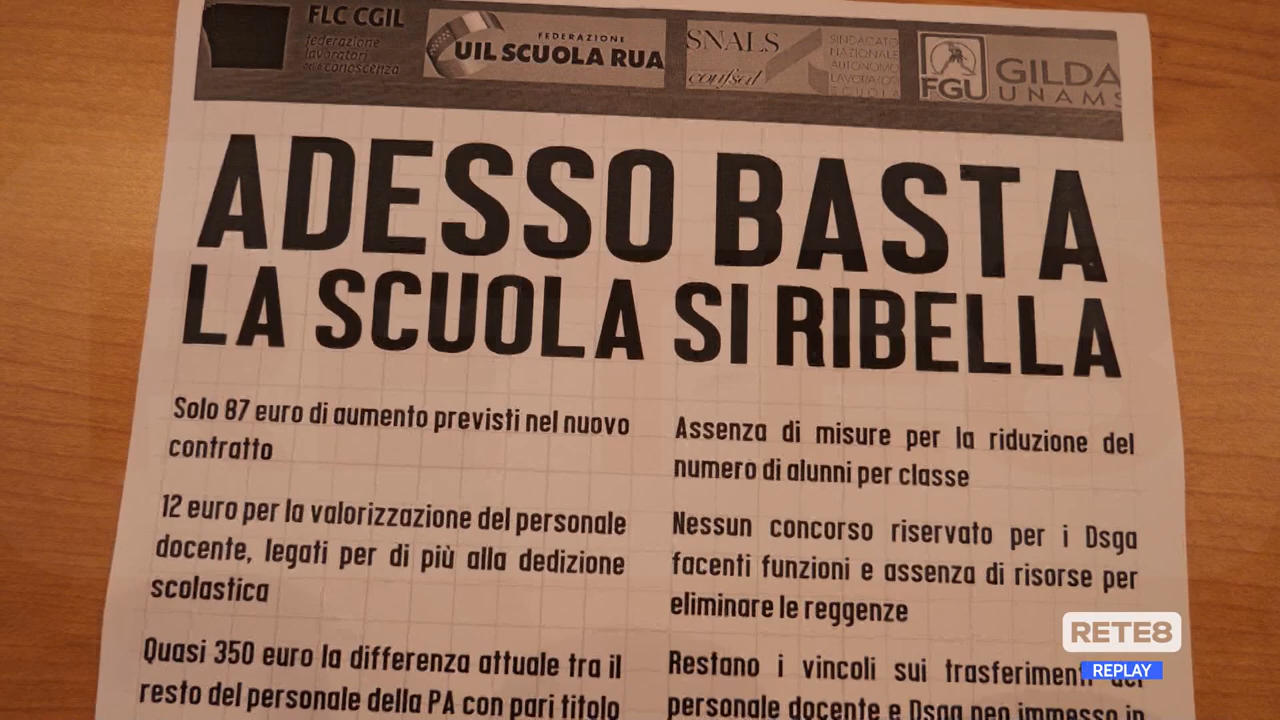 FLC CGIL
federazione
lavoratori
della conoscenza
FEDERAZIONE
UIL SCUOLA RUA
SNALS
confsal
SINDACATO
NAZIONALE
AUTONOMO
LAVORATORI
SCUOLA
FGU
GILDA
UNAMS
ADESSO BASTA
LA SCUOLA SI RIBELLA
Solo 87 euro di aumento previsti nel nuovo
contratto
12 euro per la valorizzazione del personale
docente, legati per di più alla dedizione
scolastica
Quasi 350 euro la differenza attuale tra il
resto del personale della PA con pari titolo
Assenza di misure per la riduzione del
numero di alunni per classe
Nessun concorso riservato per i Dsga
facenti funzioni e assenza di risorse per
eliminare le reggenze
Restano i vincoli sui trasferimenti del
personale docente e Dsga neo immesso in
RETE8
REPLAY